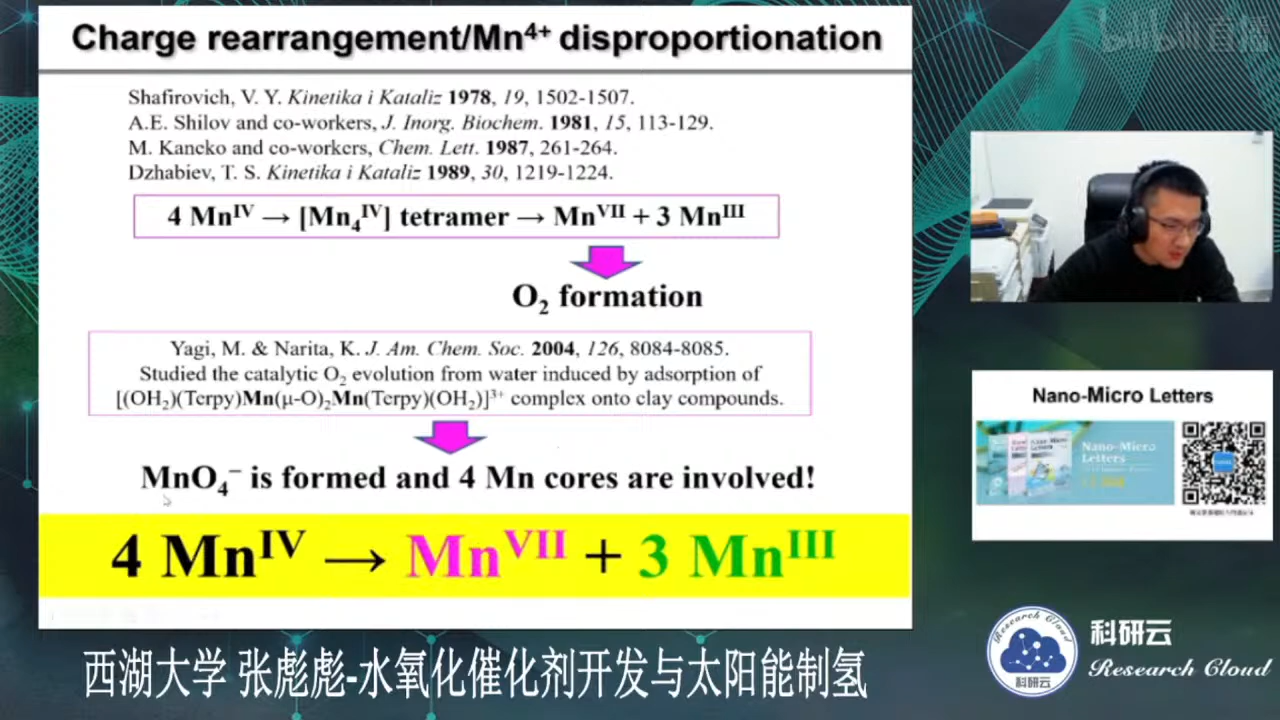 Charge rearrangement/Mn⁴⁺ disproportionation
Shafirovich, V. Y. Kinetika i Kataliz 1978, 19, 1502-1507.
A.E. Shilov and co-workers, J. Inorg. Biochem. 1981, 15, 113-129.
M. Kaneko and co-workers, Chem. Lett. 1987, 261-264.
Dzhabiev, T. S. Kinetika i Kataliz 1989, 30, 1219-1224.
4 Mnᴵⱽ → [Mn₄ᴵⱽ] tetramer → Mnⱽᴵᴵ + 3 Mnᴵᴵᴵ
O₂ formation
Yagi, M. & Narita, K. J. Am. Chem. Soc. 2004, 126, 8084-8085.
Studied the catalytic O₂ evolution from water induced by adsorption of
[(OH₂)(Terpy)Mn(μ-O)₂Mn(Terpy)(OH₂)]³⁺ complex onto clay compounds.
MnO₄⁻ is formed and 4 Mn cores are involved!
4 Mnᴵⱽ → Mnⱽᴵᴵ + 3 Mnᴵᴵᴵ
西湖大学 张彪彪-水氧化催化剂开发与太阳能制氢
bilibili 直播
Nano-Micro Letters
Nano-Micro
Letters
Research Cloud
科研云
科研云
Research Cloud